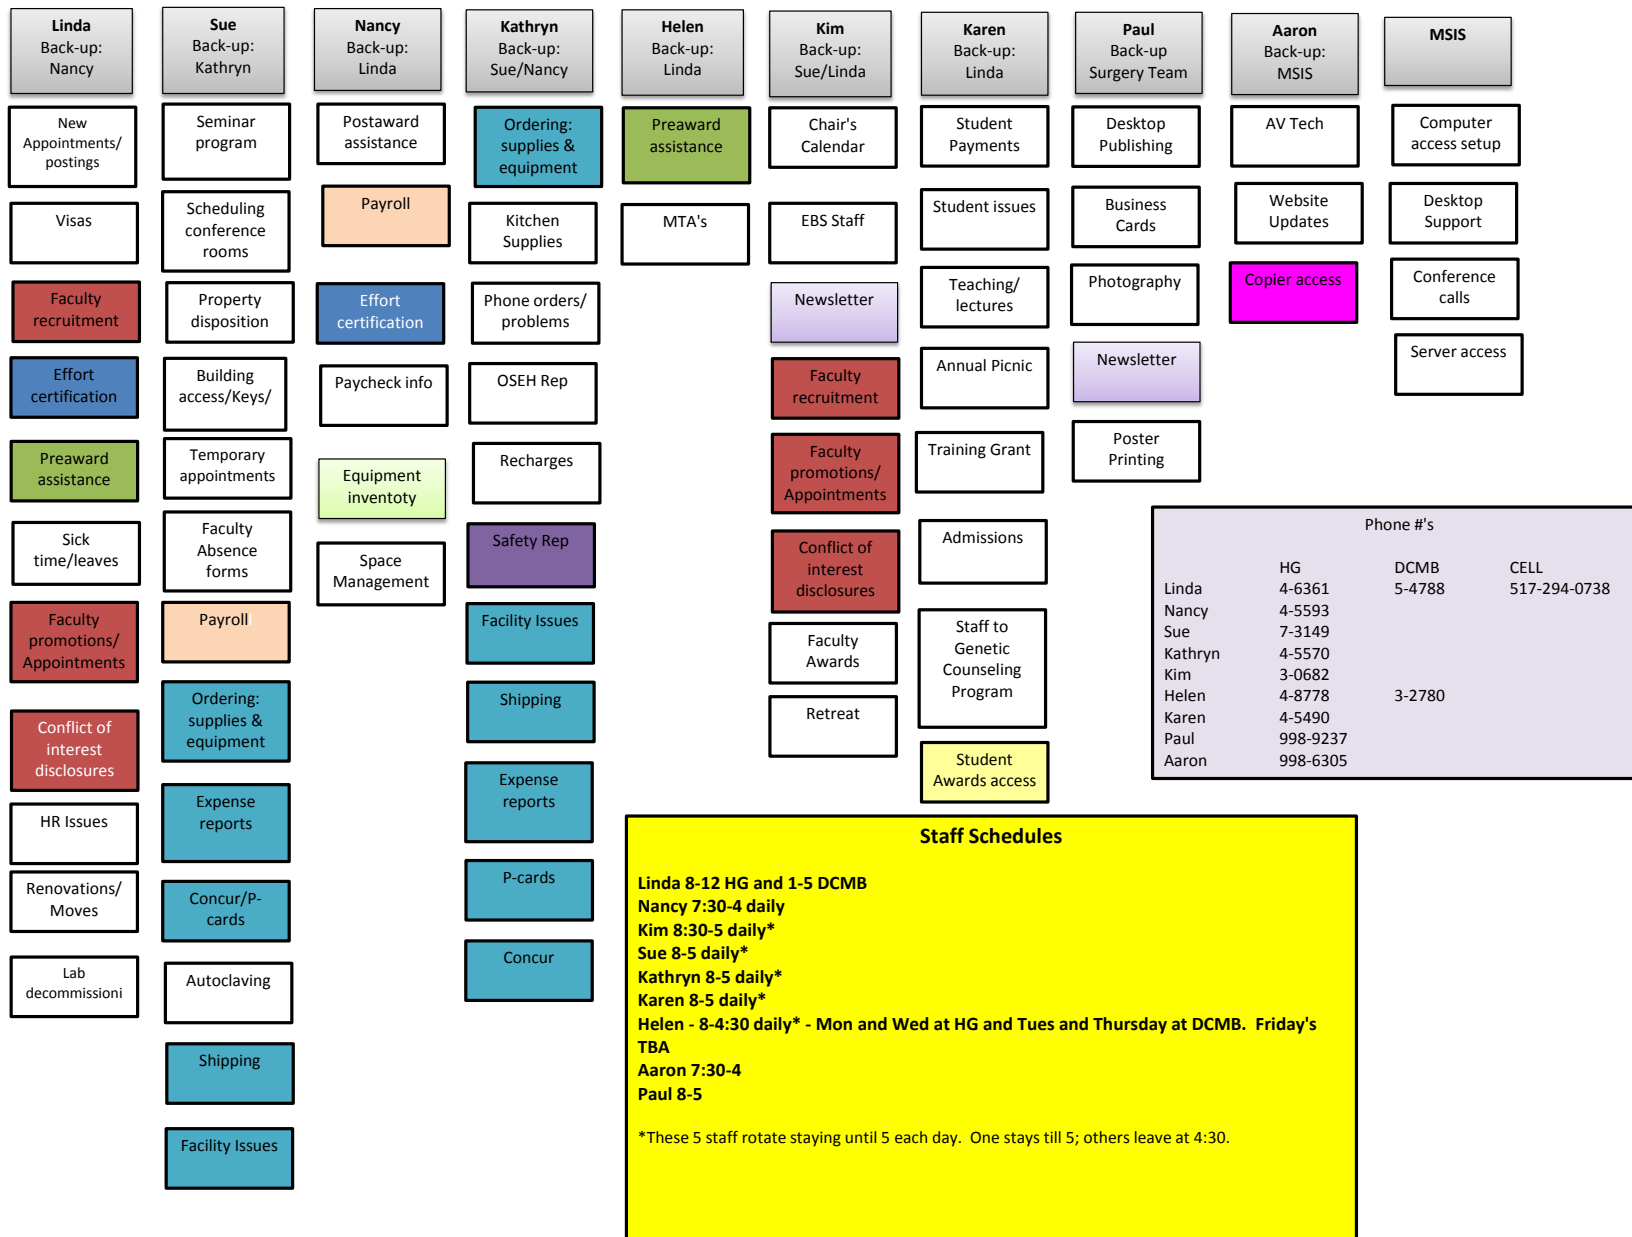 Linda
Back-up:
Nancy
New
Appointments/
postings
Visas
Faculty
recruitment
Effort
certification
Preaward
assistance
Sick
time/leaves
Faculty
promotions/
Appointments
Conflict of
interest
disclosures
HR Issues
Renovations/
Moves
Lab
decommissioni
Sue
Back-up:
Kathryn
Seminar
program
Scheduling
conference
rooms
Property
disposition
Building
access/Keys/
Temporary
appointments
Faculty
Absence
forms
Payroll
Ordering:
supplies &
equipment
Expense
reports
Concur/P-
cards
Autoclaving
Shipping
Facility Issues
Nancy
Back-up:
Linda
Postaward
assistance
Payroll
Effort
certification
Paycheck info
Equipment
inventoty
Space
Management
Kathryn
Back-up:
Sue/Nancy
Ordering:
supplies &
equipment
Kitchen
Supplies
Phone orders/
problems
OSEH Rep
Recharges
Safety Rep
Facility Issues
Shipping
Expense
reports
P-cards
Concur
Helen
Back-up:
Linda
Preaward
assistance
MTA's
Kim
Back-up:
Sue/Linda
Chair's
Calendar
EBS Staff
Newsletter
Faculty
recruitment
Faculty
promotions/
Appointments
Conflict of
interest
disclosures
Faculty
Awards
Retreat
Karen
Back-up:
Linda
Student
Payments
Student issues
Teaching/
lectures
Annual Picnic
Training Grant
Admissions
Staff to
Genetic
Counseling
Program
Student
Awards access
Paul
Back-up
Surgery Team
Desktop
Publishing
Business
Cards
Photography
Newsletter
Poster
Printing
Aaron
Back-up:
MSIS
AV Tech
Website
Updates
Copier access
MSIS
Computer
access setup
Desktop
Support
Conference
calls
Server access
Phone #'s
HG DCMB CELL
Linda 4-6361 5-4788 517-294-0738
Nancy 4-5593
Sue 7-3149
Kathryn 4-5570
Kim 3-0682
Helen 4-8778 3-2780
Karen 4-5490
Paul 998-9237
Aaron 998-6305
Staff Schedules
Linda 8-12 HG and 1-5 DCMB
Nancy 7:30-4 daily
Kim 8:30-5 daily*
Sue 8-5 daily*
Kathryn 8-5 daily*
Karen 8-5 daily*
Helen - 8-4:30 daily* - Mon and Wed at HG and Tues and Thursday at DCMB.  Friday's
TBA
Aaron 7:30-4
Paul 8-5
*These 5 staff rotate staying until 5 each day.  One stays till 5; others leave at 4:30.